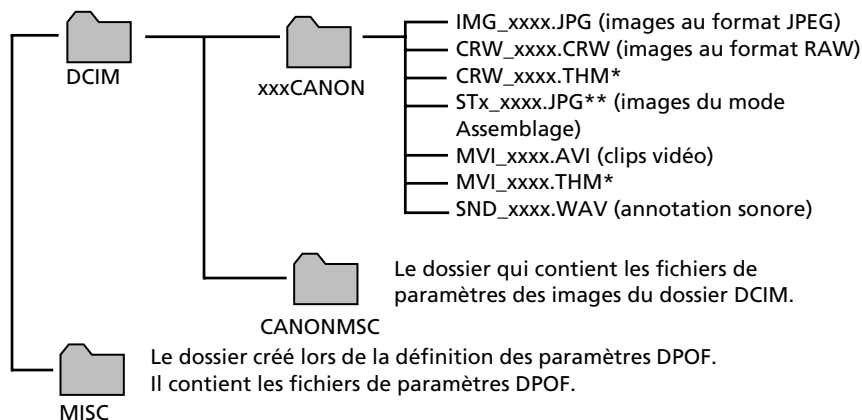 DCIM
xxxCANON
IMG_xxxx.JPG (images au format JPEG)
CRW_xxxx.CRW (images au format RAW)
CRW_xxxx.THM*
STx_xxxx.JPG** (images du mode
Assemblage)
MVI_xxxx.AVI (clips vidéo)
MVI_xxxx.THM*
SND_xxxx.WAV (annotation sonore)
CANONMSC
Le dossier qui contient les fichiers de
paramètres des images du dossier DCIM.
MISC
Le dossier créé lors de la définition des paramètres DPOF.
Il contient les fichiers de paramètres DPOF.